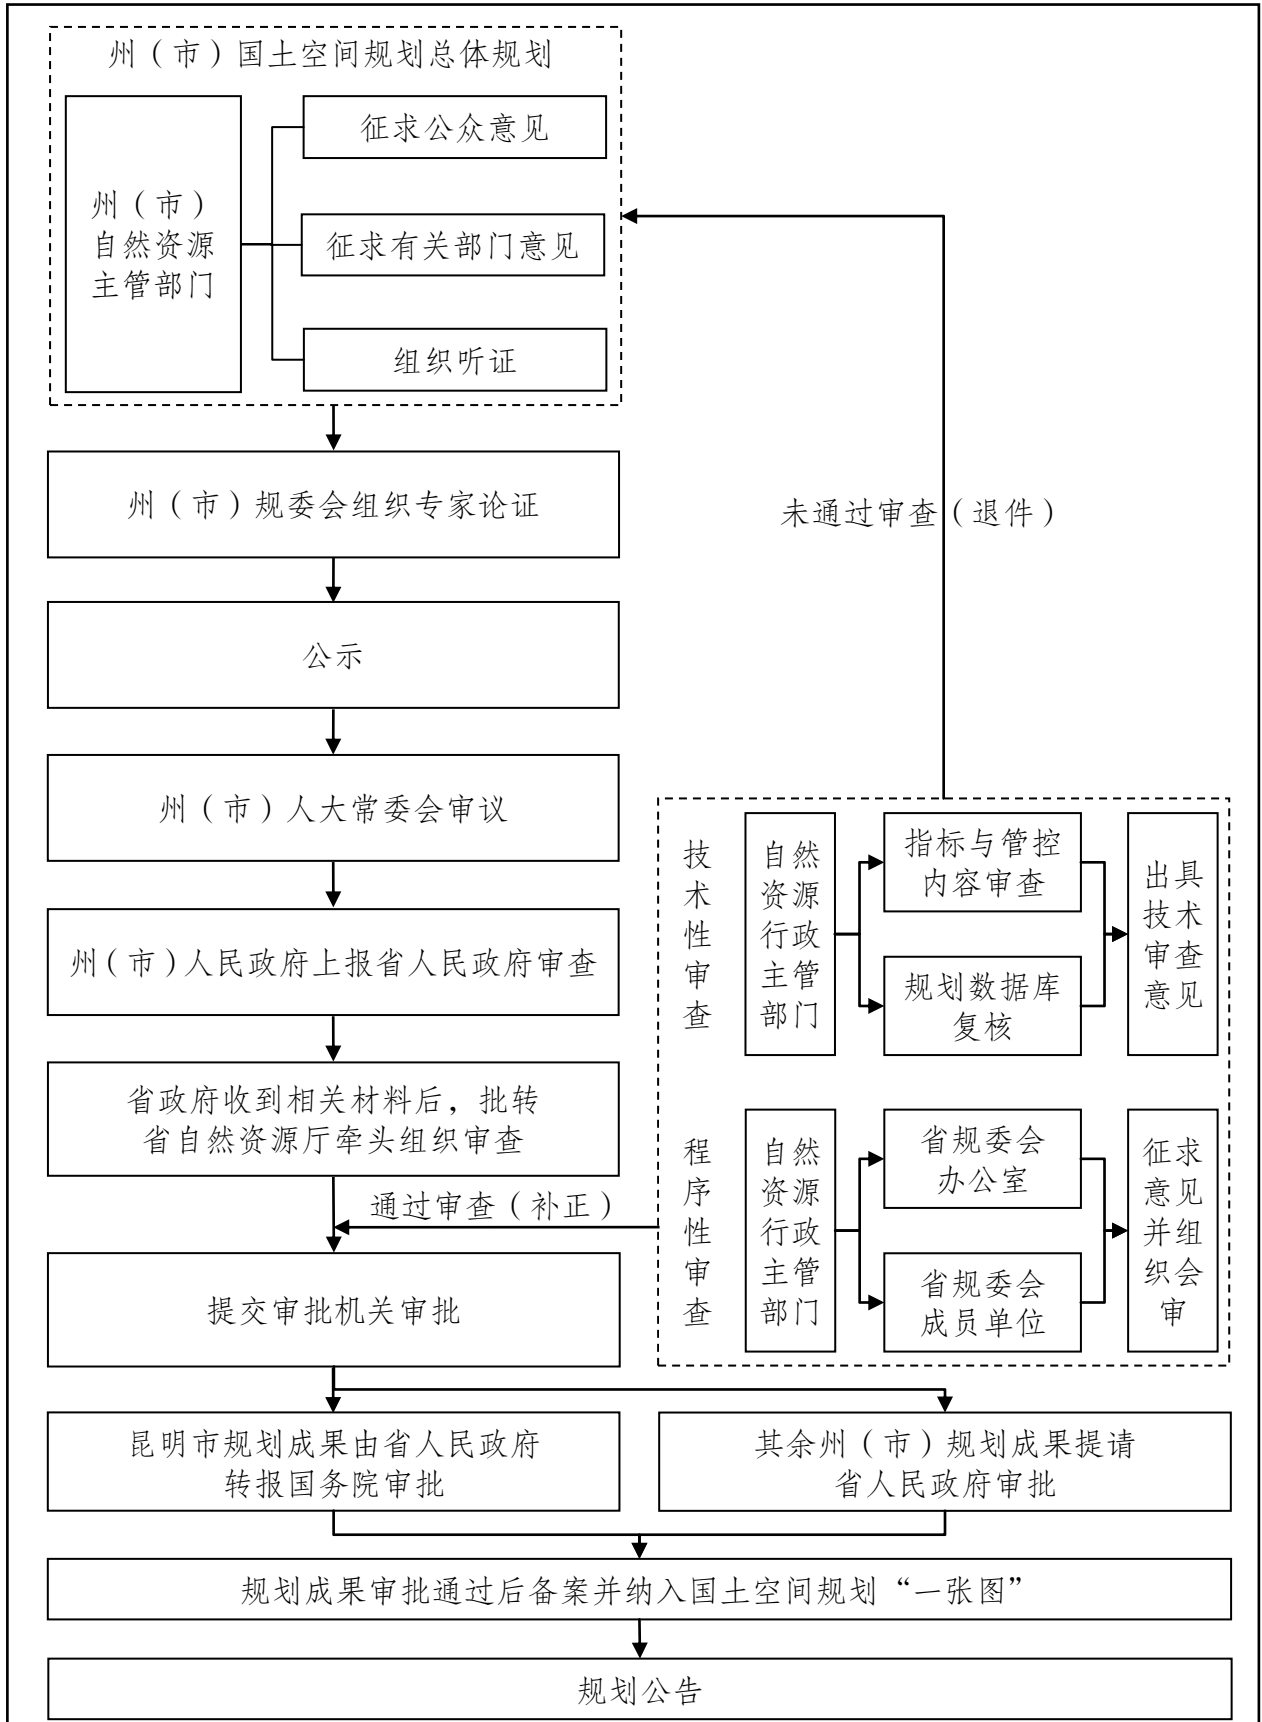 州（市）国土空间规划总体规划
州（市）
自然资源
主管部门
征求公众意见
征求有关部门意见
组织听证
州（市）规委会组织专家论证
未通过审查（退件）
公示
州（市）人大常委会审议
州（市）人民政府上报省人民政府审查
省政府收到相关材料后，批转
省自然资源厅牵头组织审查
技
术
性
审
查
自然
资源
行政
主管
部门
指标与管控
内容审查
规划数据库
复核
出具
技术
审查
意见
程
序
性
审
查
自然
资源
行政
主管
部门
省规委会
办公室
省规委会
成员单位
征求
意见
并组
织会
审
通过审查（补正）
提交审批机关审批
昆明市规划成果由省人民政府
转报国务院审批
其余州（市）规划成果提请
省人民政府审批
规划成果审批通过后备案并纳入国土空间规划“一张图”
规划公告